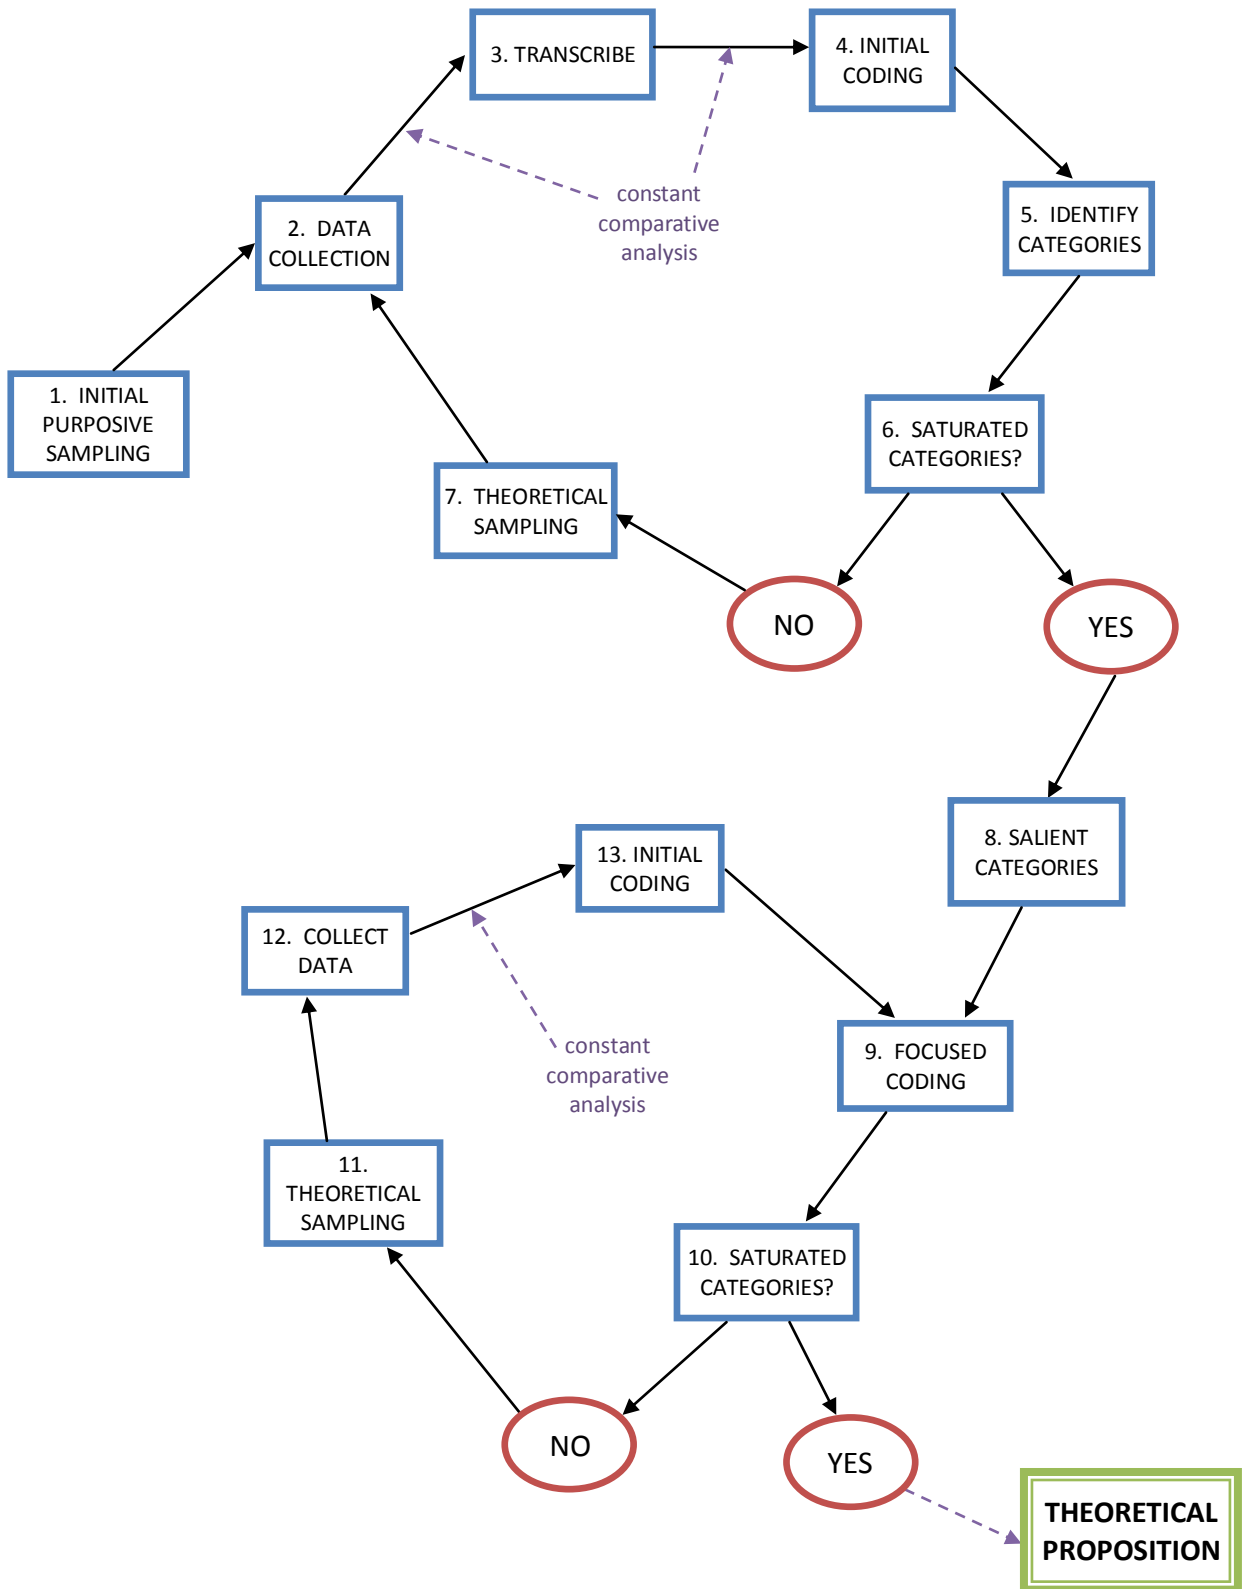 3. TRANSCRIBE
4. INITIAL
CODING
constant
comparative
analysis
2. DATA
COLLECTION
5. IDENTIFY
CATEGORIES
1. INITIAL
PURPOSIVE
SAMPLING
6. SATURATED
CATEGORIES?
7. THEORETICAL
SAMPLING
NO
YES
8. SALIENT
CATEGORIES
13. INITIAL
CODING
12. COLLECT
DATA
constant
comparative
analysis
9. FOCUSED
CODING
11.
THEORETICAL
SAMPLING
10. SATURATED
CATEGORIES?
NO
YES
THEORETICAL
PROPOSITION